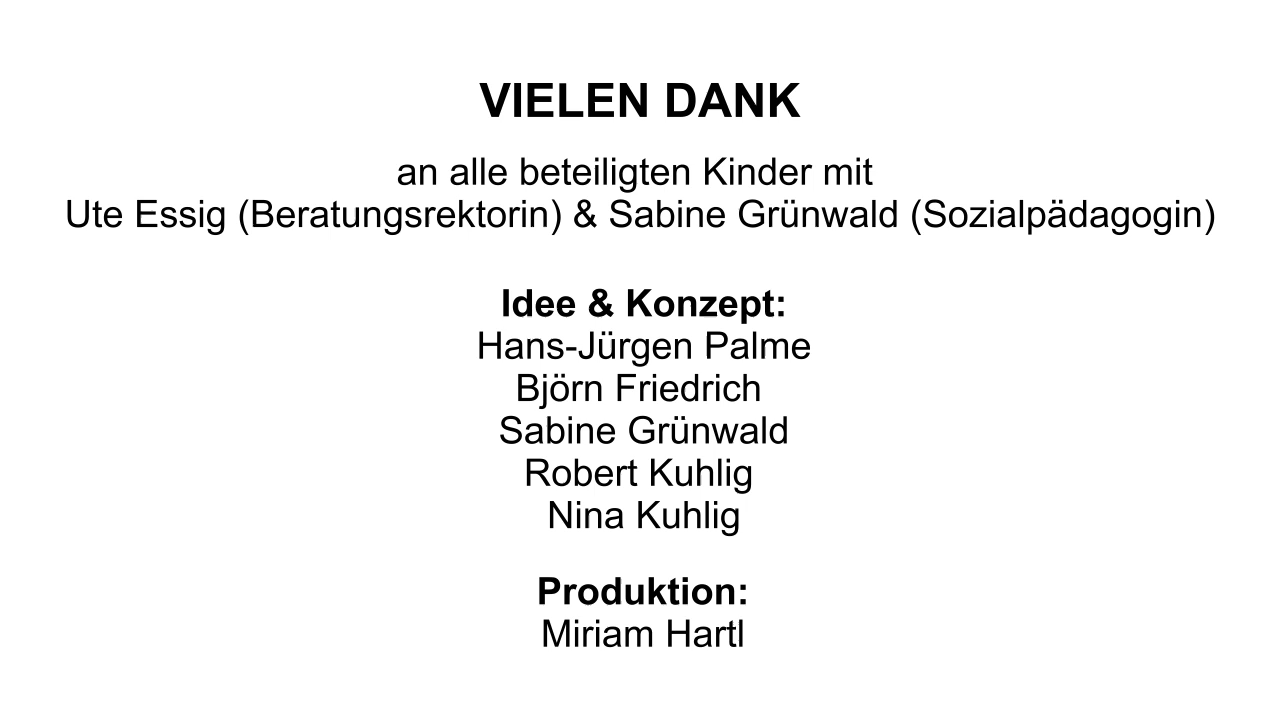 VIELEN DANK
an alle beteiligten Kinder mit
Ute Essig (Beratungsrektorin) & Sabine Grünwald (Sozialpädagogin)
Idee & Konzept:
Hans-Jürgen Palme
Björn Friedrich
Sabine Grünwald
Robert Kuhlig
Nina Kuhlig
Produktion:
Miriam Hartl